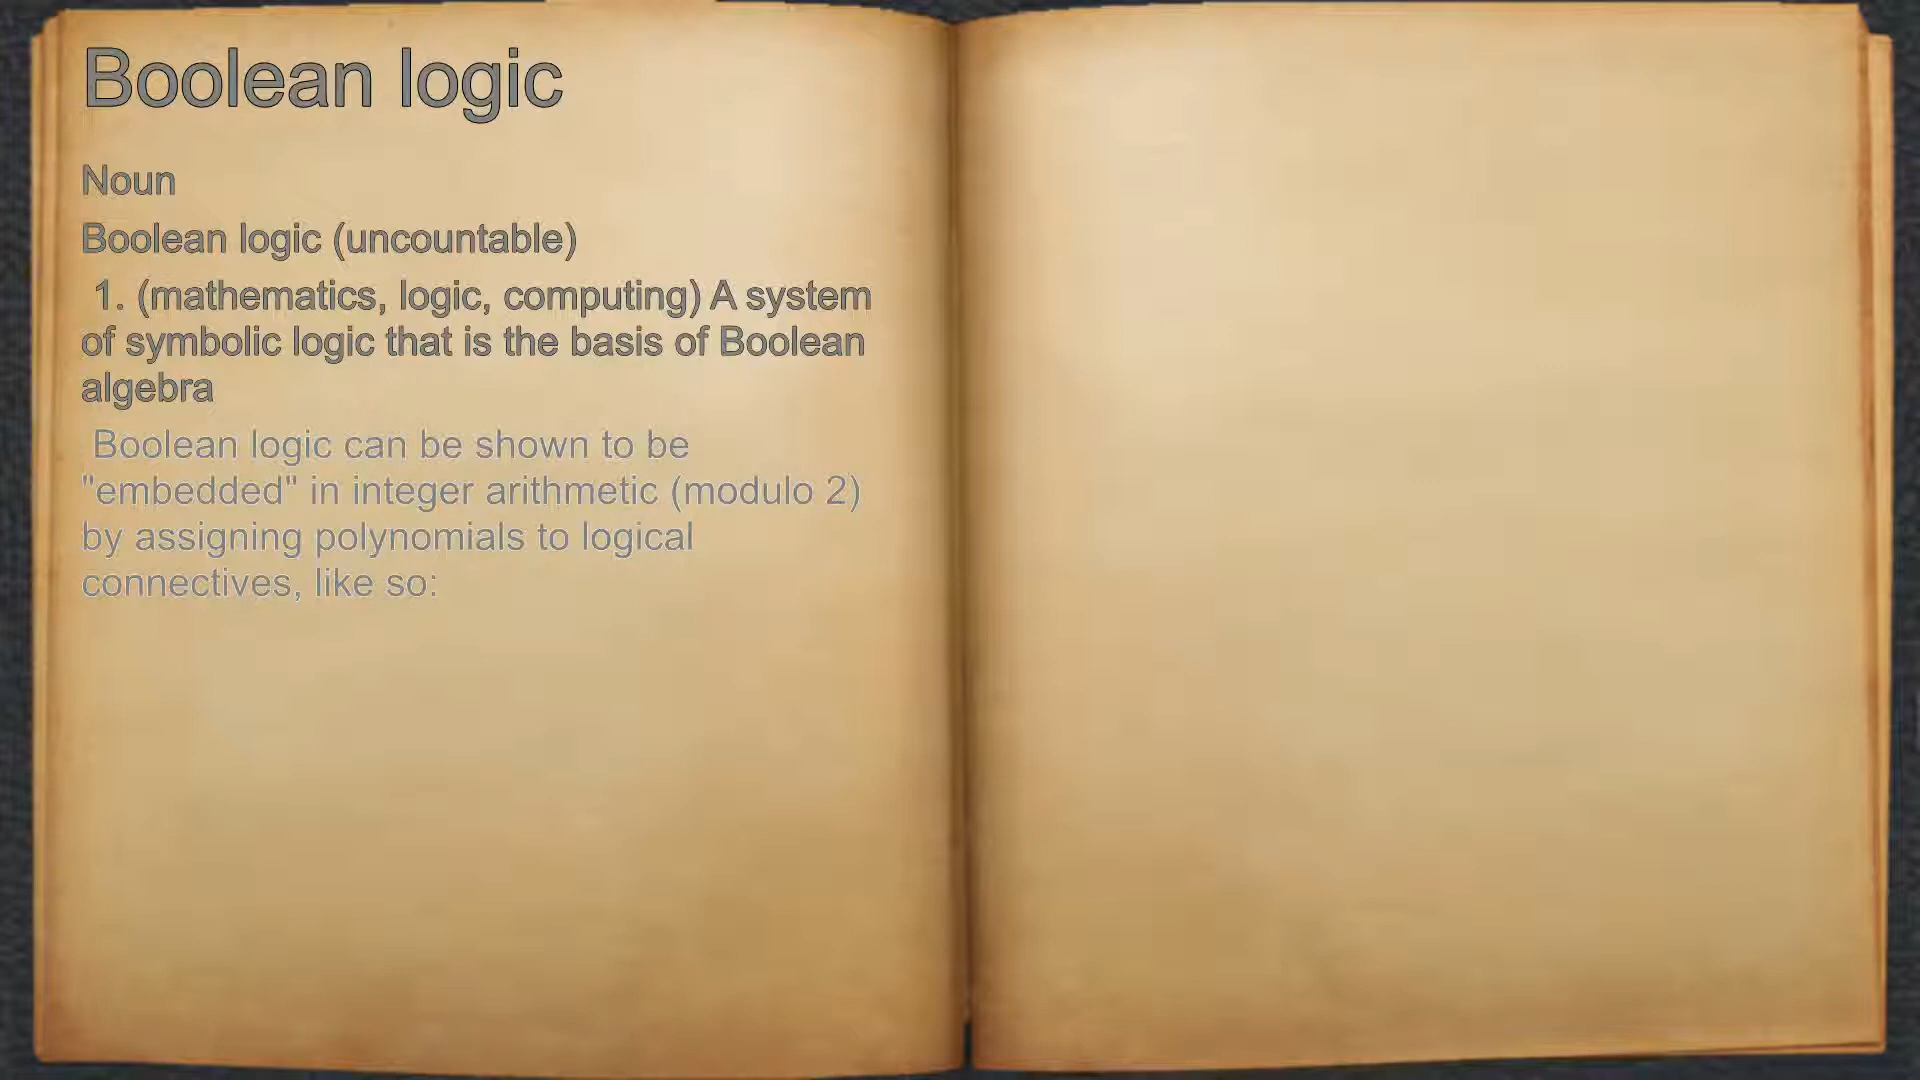 Boolean logic
Noun
Boolean logic (uncountable)
1. (mathematics, logic, computing) A system
of symbolic logic that is the basis of Boolean
algebra
Boolean logic can be shown to be
"embedded" in integer arithmetic (modulo 2)
by assigning polynomials to logical
connectives, like so: